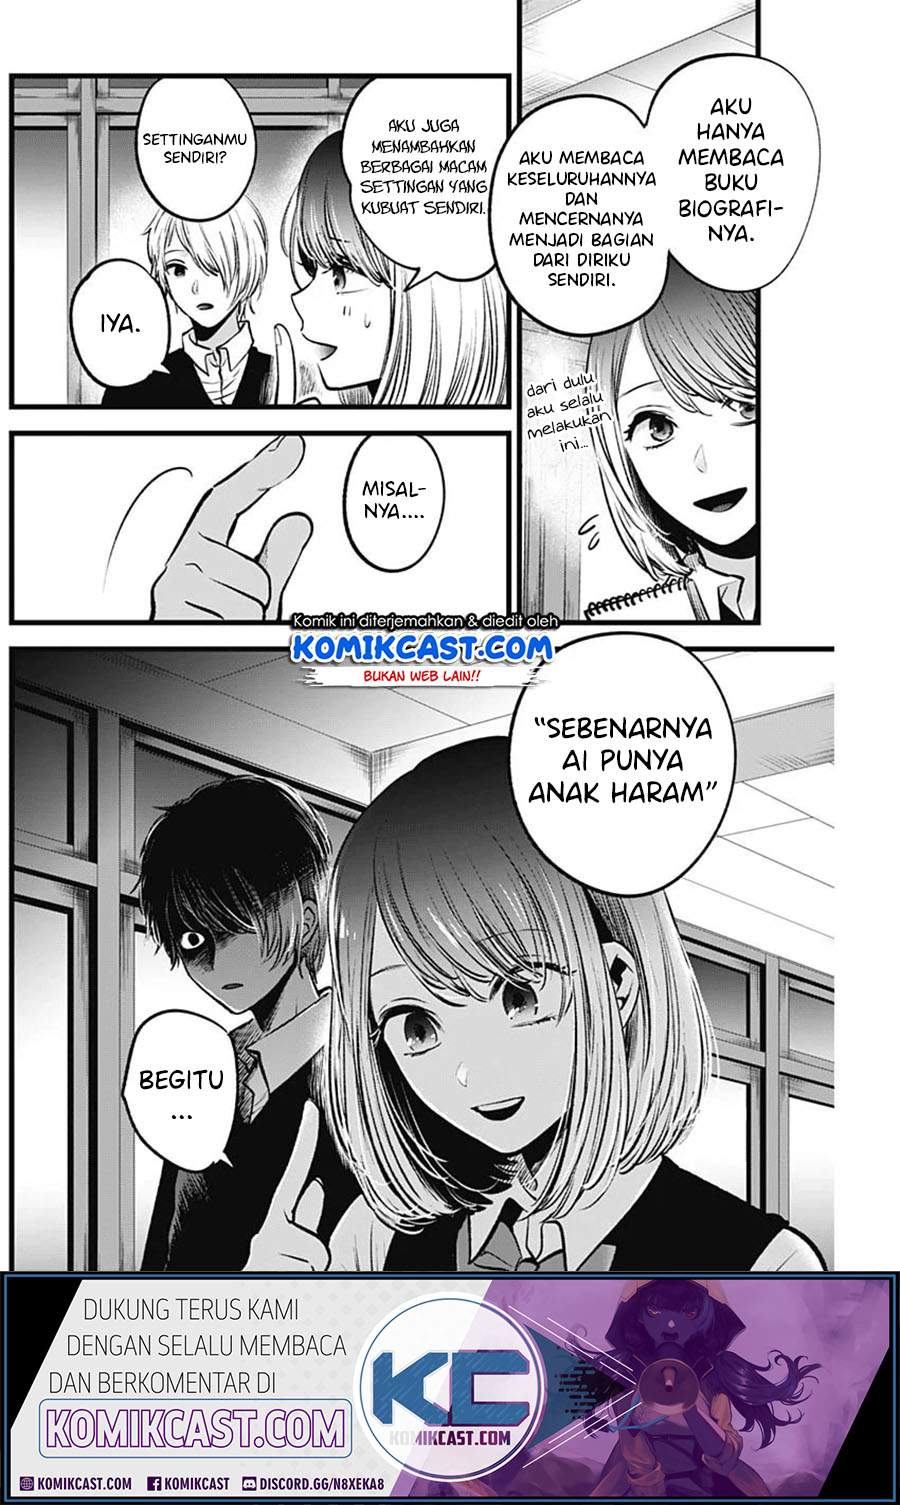 AKU
HANYA
MEMBACA
BUKU
BIOGRAFI-
NYA.
AKU MEMBACA
KESELURUHANNYA
DAN
MENCERNANYA
MENJADI BAGIAN
DARI DIRIKU
SENDIRI.
dari dulu
aku selalu
melakukan
ini...
AKU JUGA
MENAMBAHKAN
BERBAGAI MACAM
SETTINGAN YANG
KUBUAT SENDIRI.
SETTINGANMU
SENDIRI?
IYA.
MISAL-
NYA....
Komik ini diterjemahkan & diedit oleh
KOMIKCAST.COM
BUKAN WEB LAIN!!
"SEBENARNYA
AI PUNYA
ANAK HARAM"
BEGITU
...
DUKUNG TERUS KAMI
DENGAN SELALU MEMBACA
DAN BERKOMENTAR DI
KOMIKCAST.COM
KC
KOMIKCAST.COM
KOMIKCAST.COM
KOMIKCAST
DISCORD.GG/N8XEKA8